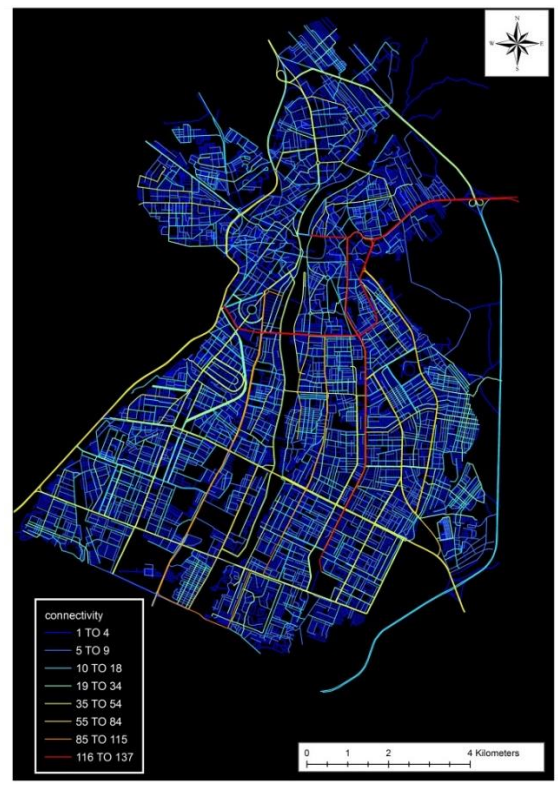 N
W E
S
connectivity
1 TO 4
5 TO 9
10 TO 18
19 TO 34
35 TO 54
55 TO 84
85 TO 115
116 TO 137
0 1 2 4 Kilometers